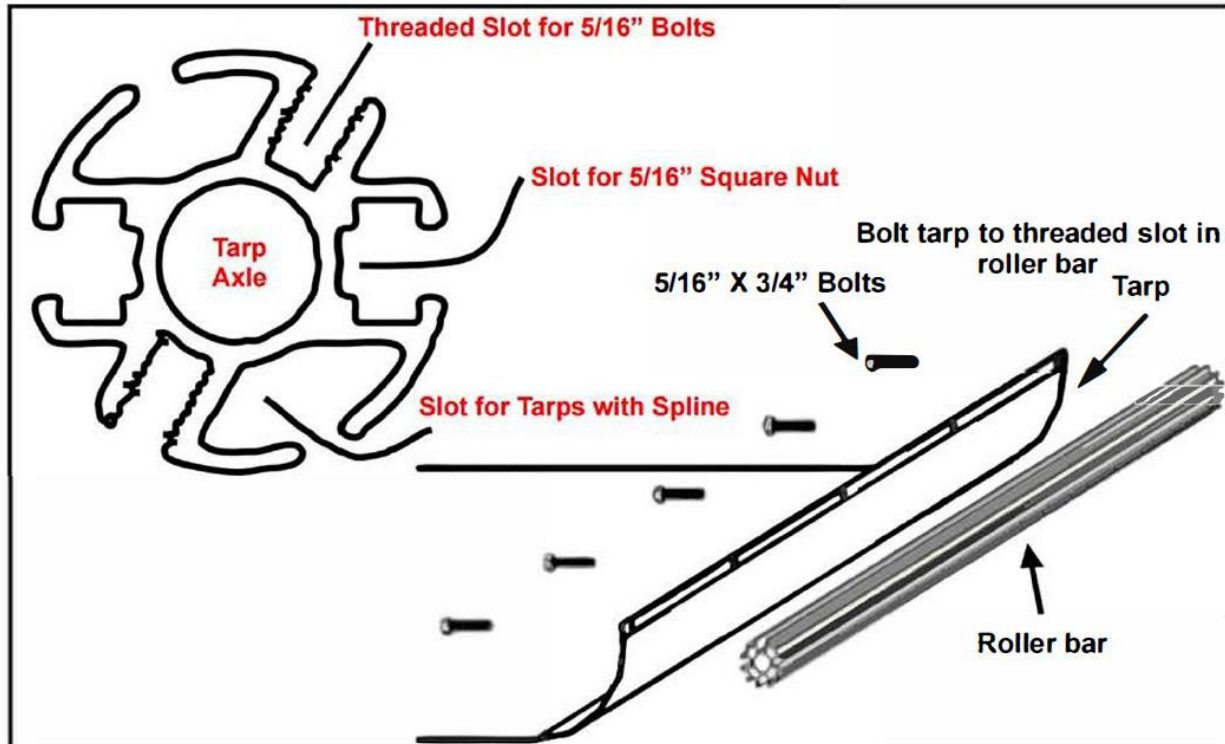 Threaded Slot for 5/16” Bolts
Slot for 5/16” Square Nut
Tarp
Axle
Slot for Tarps with Spline
Bolt tarp to threaded slot in
roller bar
5/16” X 3/4” Bolts
Tarp
Roller bar